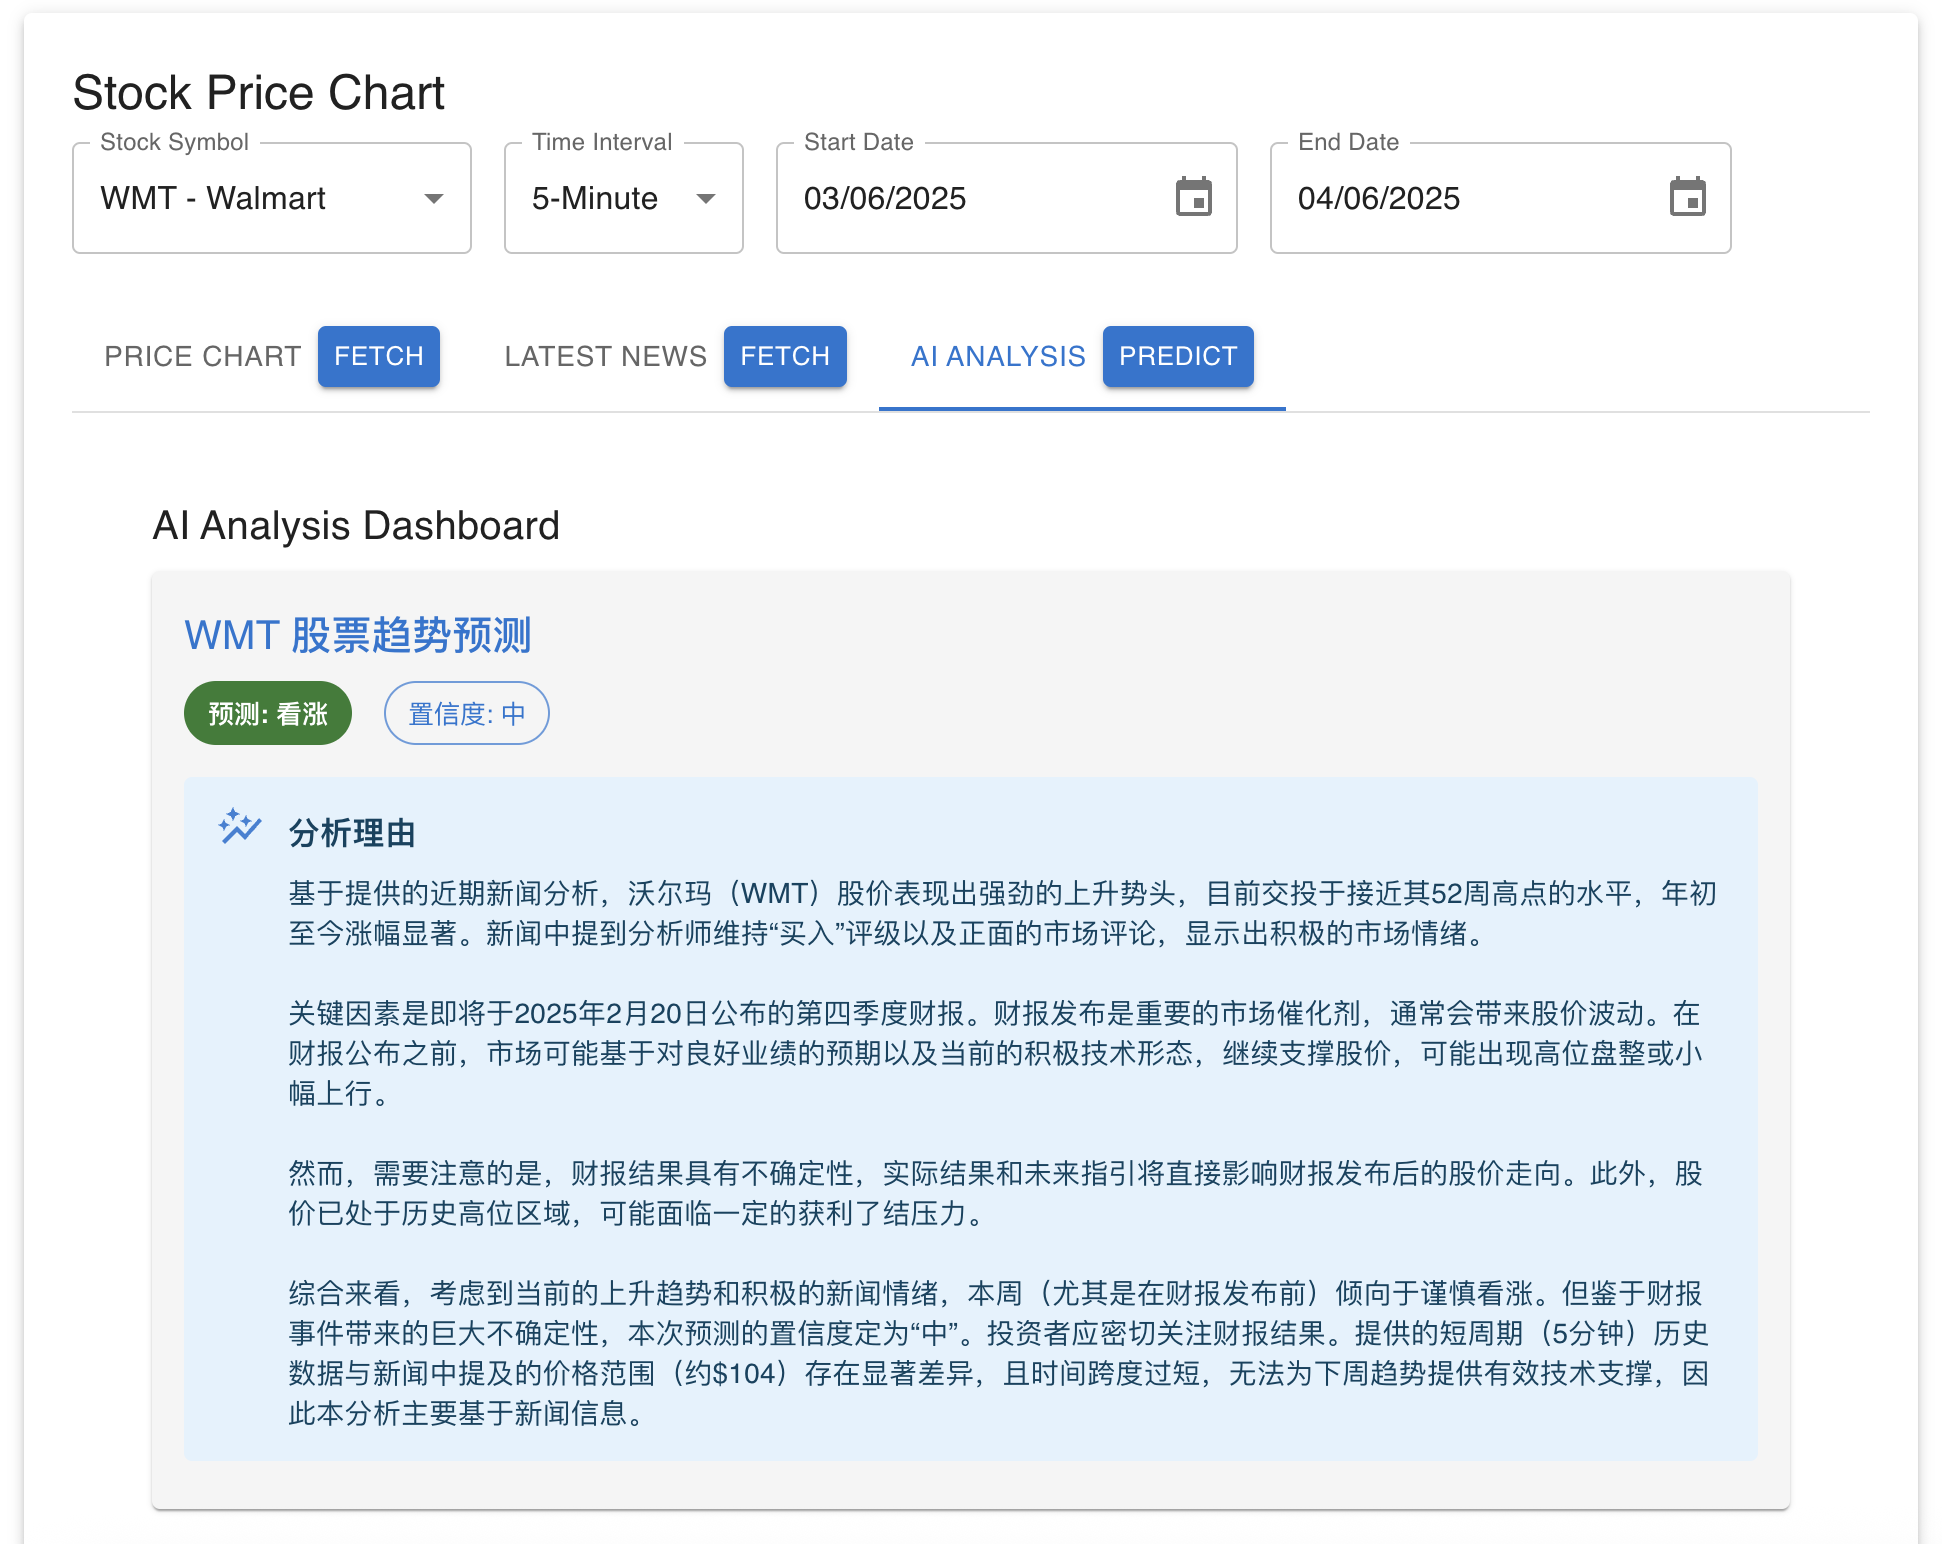 Stock Price Chart
Stock Symbol
WMT - Walmart
Time Interval
5-Minute
Start Date
03/06/2025
End Date
04/06/2025
PRICE CHART
FETCH
LATEST NEWS
FETCH
AI ANALYSIS
PREDICT
AI Analysis Dashboard
WMT 股票趋势预测
预测: 看涨
置信度: 中
分析理由
基于提供的近期新闻分析，沃尔玛（WMT）股价表现出强劲的上升势头，目前交投于接近其52周高点的水平，年初
至今涨幅显著。新闻中提到分析师维持“买入”评级以及正面的市场评论，显示出积极的市场情绪。
关键因素是即将于2025年2月20日公布的第四季度财报。财报发布是重要的市场催化剂，通常会带来股价波动。在
财报公布之前，市场可能基于对良好业绩的预期以及当前的积极技术形态，继续支撑股价，可能出现高位盘整或小
幅上行。
然而，需要注意的是，财报结果具有不确定性，实际结果和未来指引将直接影响财报发布后的股价走向。此外，股
价已处于历史高位区域，可能面临一定的获利了结压力。
综合来看，考虑到当前的上升趋势和积极的新闻情绪，本周（尤其是在财报发布前）倾向于谨慎看涨。但鉴于财报
事件带来的巨大不确定性，本次预测的置信度定为“中”。投资者应密切关注财报结果。提供的短周期（5分钟）历史
数据与新闻中提及的价格范围（约$104）存在显著差异，且时间跨度过短，无法为下周趋势提供有效技术支撑，因
此本分析主要基于新闻信息。